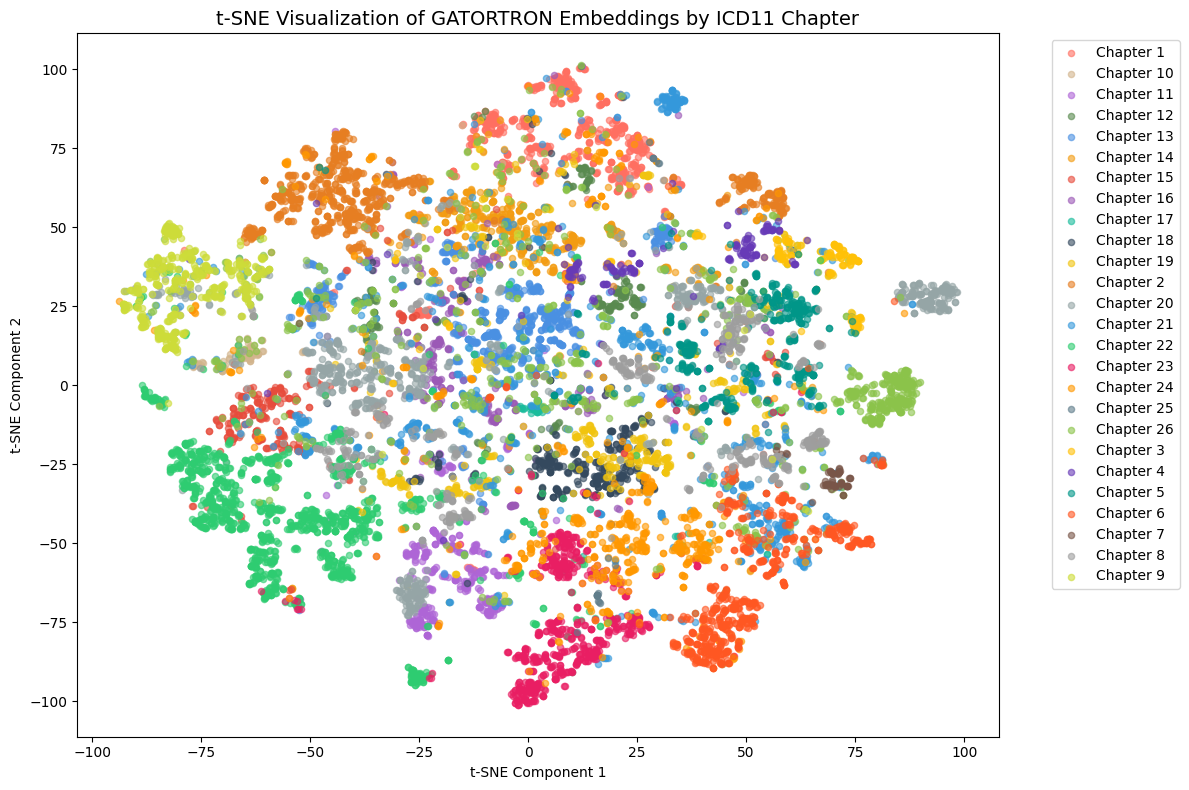 t-SNE Visualization of GATORTRON Embeddings by ICD11 Chapter
100
75
50
25
0
−25
−50
−75
−100
t-SNE Component 2
−100
−75
−50
−25
0
25
50
75
100
t-SNE Component 1
Chapter 1
Chapter 10
Chapter 11
Chapter 12
Chapter 13
Chapter 14
Chapter 15
Chapter 16
Chapter 17
Chapter 18
Chapter 19
Chapter 2
Chapter 20
Chapter 21
Chapter 22
Chapter 23
Chapter 24
Chapter 25
Chapter 26
Chapter 3
Chapter 4
Chapter 5
Chapter 6
Chapter 7
Chapter 8
Chapter 9